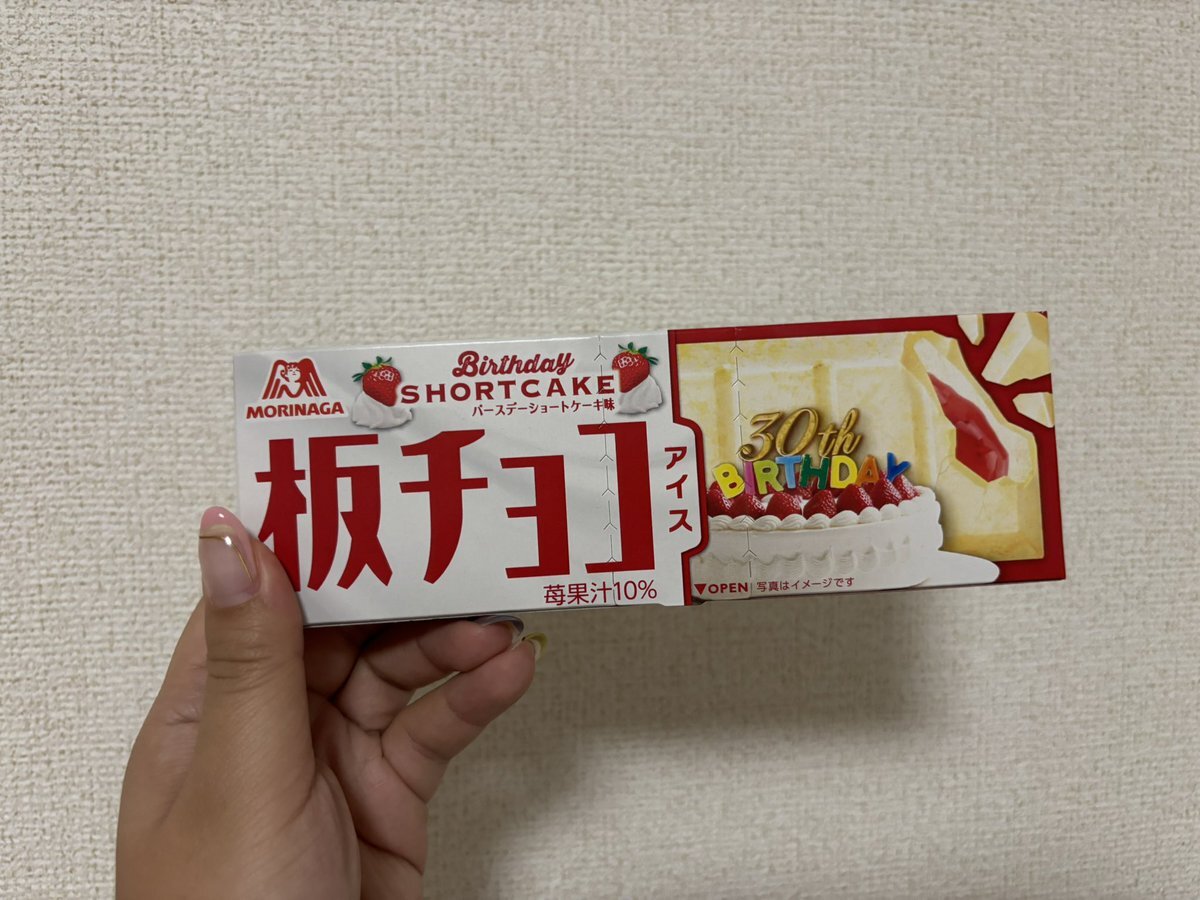 MORINAGA
Birthday
SHORTCAKE
バースデーショートケーキ味
板チョコ
アイス
苺果汁10%
30th
BIRTHDAY
▼OPEN 写真はイメージです